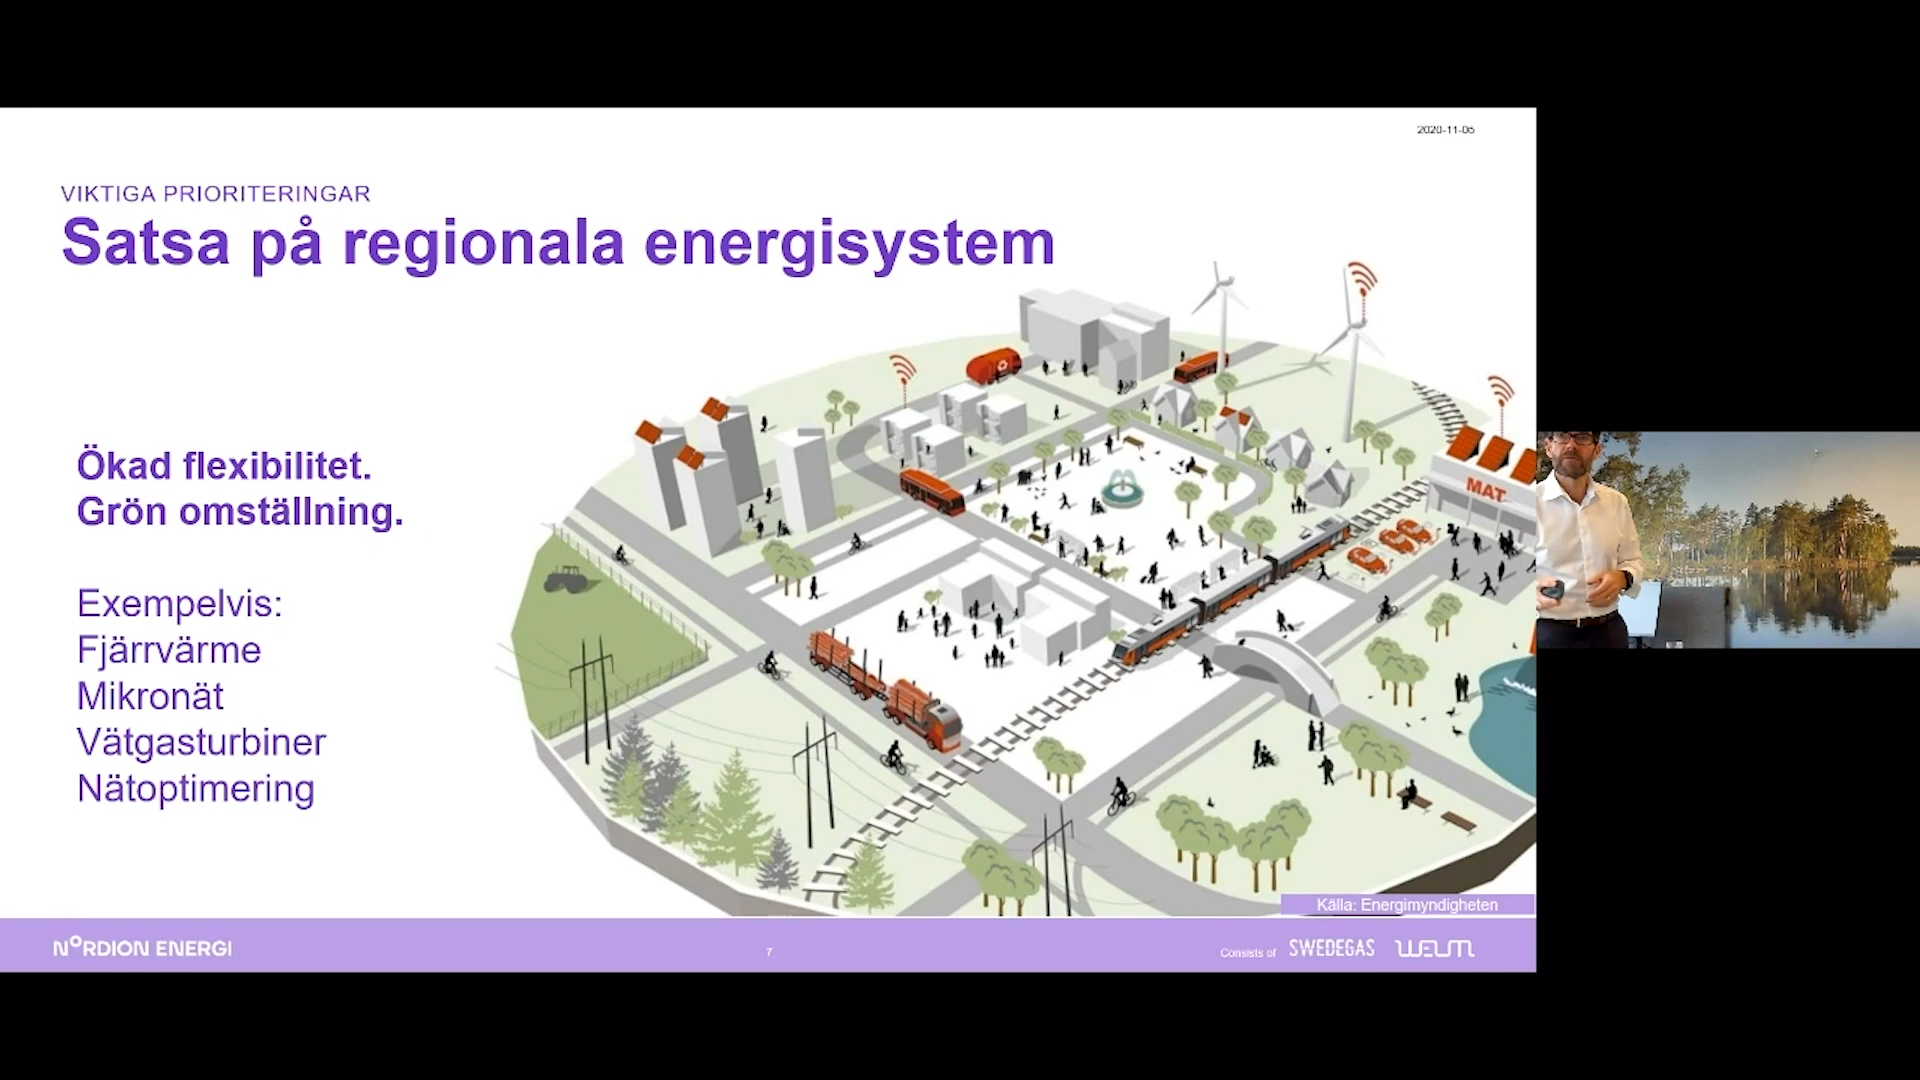 2020-11-05
VIKTIGA PRIORITERINGAR
Satsa på regionala energisystem
Ökad flexibilitet.
Grön omställning.
Exempelvis:
Fjärrvärme
Mikronät
Vätgasturbiner
Nätoptimering
MAT
Källa: Energimyndigheten
NORDION ENERGI
7
Consists of SWEDEGAS WEUM